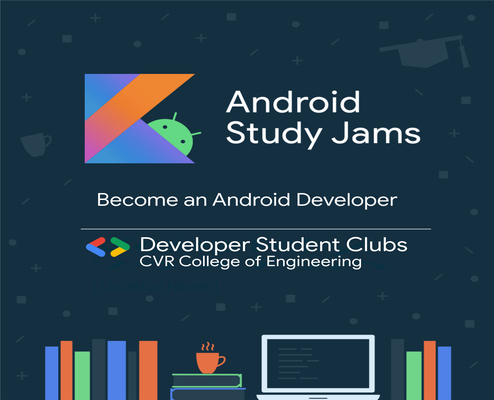 Android
Study Jams
Become an Android Developer
Developer Student Clubs
CVR College of Engineering